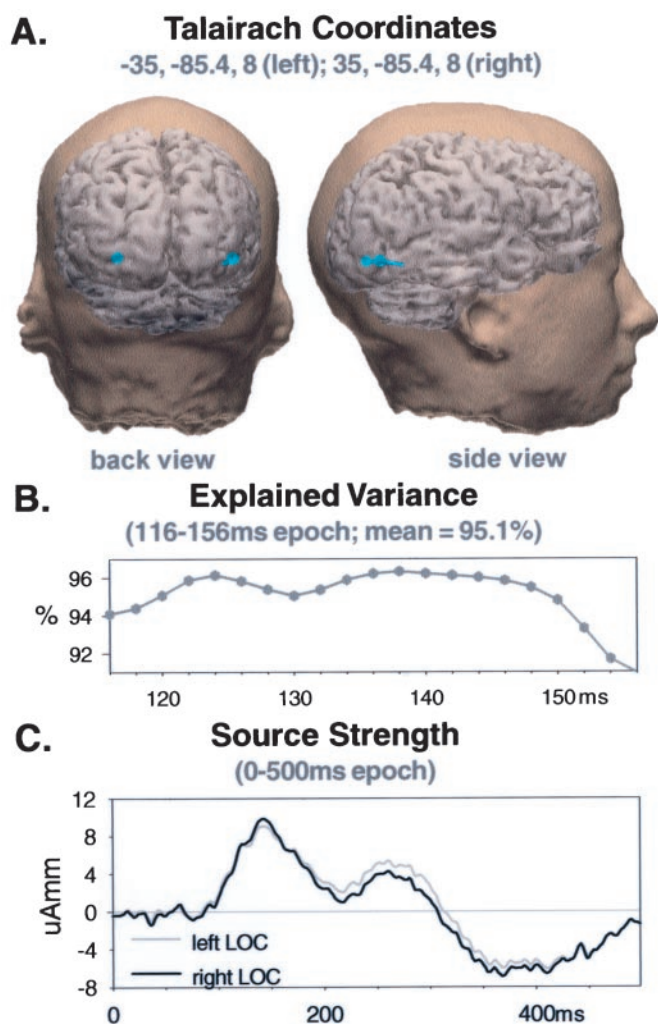 A. Talairach Coordinates
-35, -85.4, 8 (left); 35, -85.4, 8 (right)
back view side view
B. Explained Variance
(116-156ms epoch; mean = 95.1%)
96
% 94
92
120 130 140 150ms
C. Source Strength
(0-500ms epoch)
12
8
4
uAmm
0
left LOC
-4
right LOC
-8
0 200 400ms